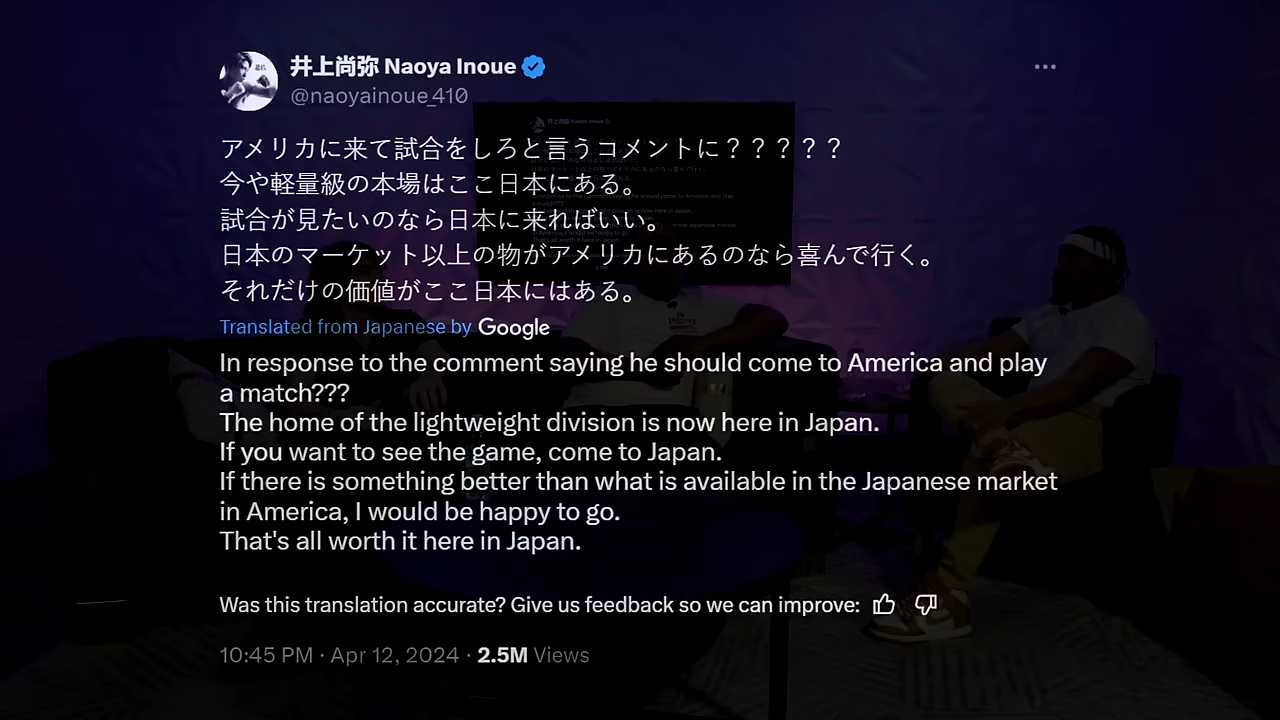 井上尚弥 Naoya Inoue
@naoyainoue_410
アメリカに来て試合をしろと言うコメントに？？？？？
今や軽量級の本場はここ日本にある。
試合が見たいのなら日本に来ればいい。
日本のマーケット以上の物がアメリカにあるのなら喜んで行く。
それだけの価値がここ日本にはある。
Translated from Japanese by Google
In response to the comment saying he should come to America and play
a match???
The home of the lightweight division is now here in Japan.
If you want to see the game, come to Japan.
If there is something better than what is available in the Japanese market
in America, I would be happy to go.
That's all worth it here in Japan.
Was this translation accurate? Give us feedback so we can improve:
10:45 PM · Apr 12, 2024 · 2.5M Views